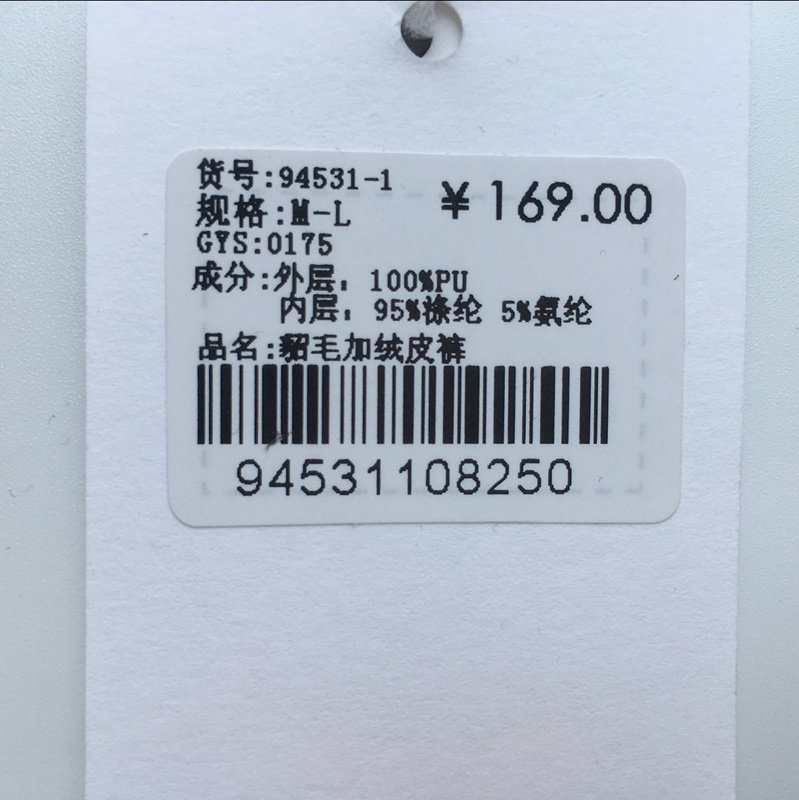 货号:94531-1
¥169.00
规格:M-L
GYS:0175
成分:外层: 100%PU
内层: 95%涤纶 5%氨纶
品名:貂毛加绒皮裤
94531108250